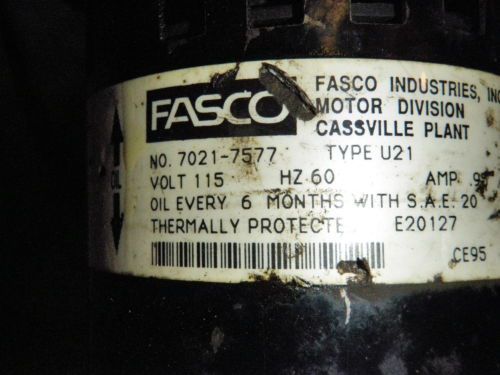 FASCO
FASCO INDUSTRIES, INC
MOTOR DIVISION
CASSVILLE PLANT
NO. 7021-7577 TYPE U21
VOLT 115 HZ 60 AMP
OIL EVERY 6 MONTHS WITH S.A.E. 20
THERMALLY PROTECTE E20127
CE95
OIL